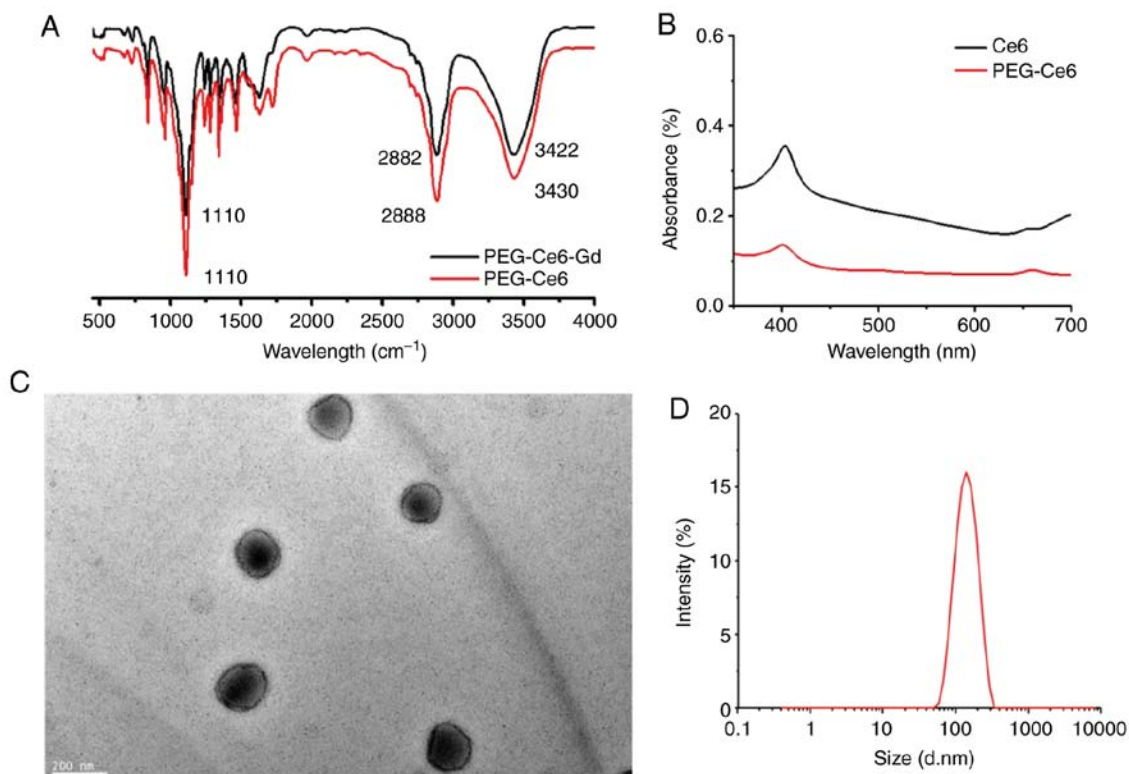 A
2882
3422
3430
2888
1110
1110
PEG-Ce6-Gd
PEG-Ce6
500 1000 1500 2000 2500 3000 3500 4000
Wavelength (cm⁻¹)
B
0.6
0.4
0.2
0.0
Absorbance (%)
Ce6
PEG-Ce6
400 500 600 700
Wavelength (nm)
C
200 nm
D
20
15
10
5
0
Intensity (%)
0.1 1 10 100 1000 10000
Size (d.nm)